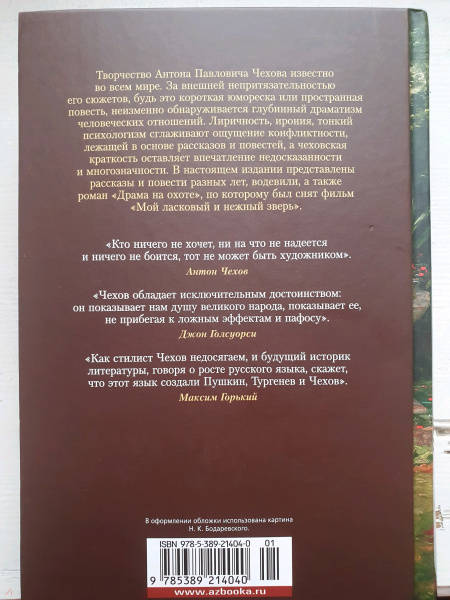 Творчество Антона Павловича Чехова известно
во всем мире. За внешней непритязательностью
его сюжетов, будь это короткая юмореска или пространная
повесть, неизменно обнаруживается глубинный драматизм
человеческих отношений. Лиричность, ирония, тонкий
психологизм сглаживают ощущение конфликтности,
лежащей в основе рассказов и повестей, а чеховская
краткость оставляет впечатление недосказанности
и многозначности. В настоящем издании представлены
рассказы и повести разных лет, водевили, а также
роман «Драма на охоте», по которому был снят фильм
«Мой ласковый и нежный зверь».
«Кто ничего не хочет, ни на что не надеется
и ничего не боится, тот не может быть художником».
Антон Чехов
«Чехов обладает исключительным достоинством:
он показывает нам душу великого народа, показывает ее,
не прибегая к ложным эффектам и пафосу».
Джон Голсуорси
«Как стилист Чехов недосягаем, и будущий историк
литературы, говоря о росте русского языка, скажет,
что этот язык создали Пушкин, Тургенев и Чехов».
Максим Горький
В оформлении обложки использована картина
Н. К. Бодаревского.
ISBN 978-5-389-21404-0 01
9 785389 214040
www.azbooka.ru